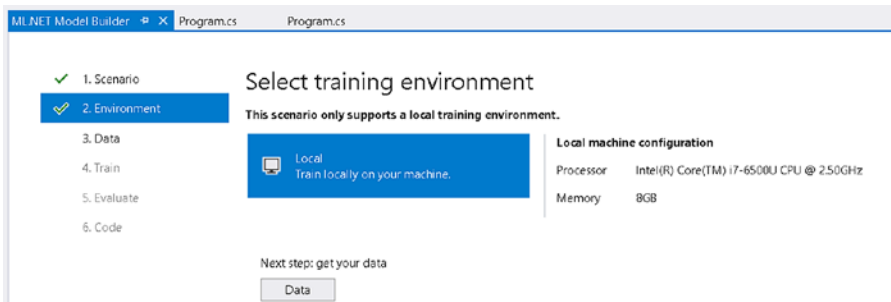 ML.NET Model Builder Program.cs Program.cs
1. Scenario
2. Environment
3. Data
4. Train
5. Evaluate
6. Code
Select training environment
This scenario only supports a local training environment.
Local
Train locally on your machine.
Local machine configuration
Processor Intel(R) Core(TM) i7-6500U CPU @ 2.50GHz
Memory 8GB
Next step: get your data
Data